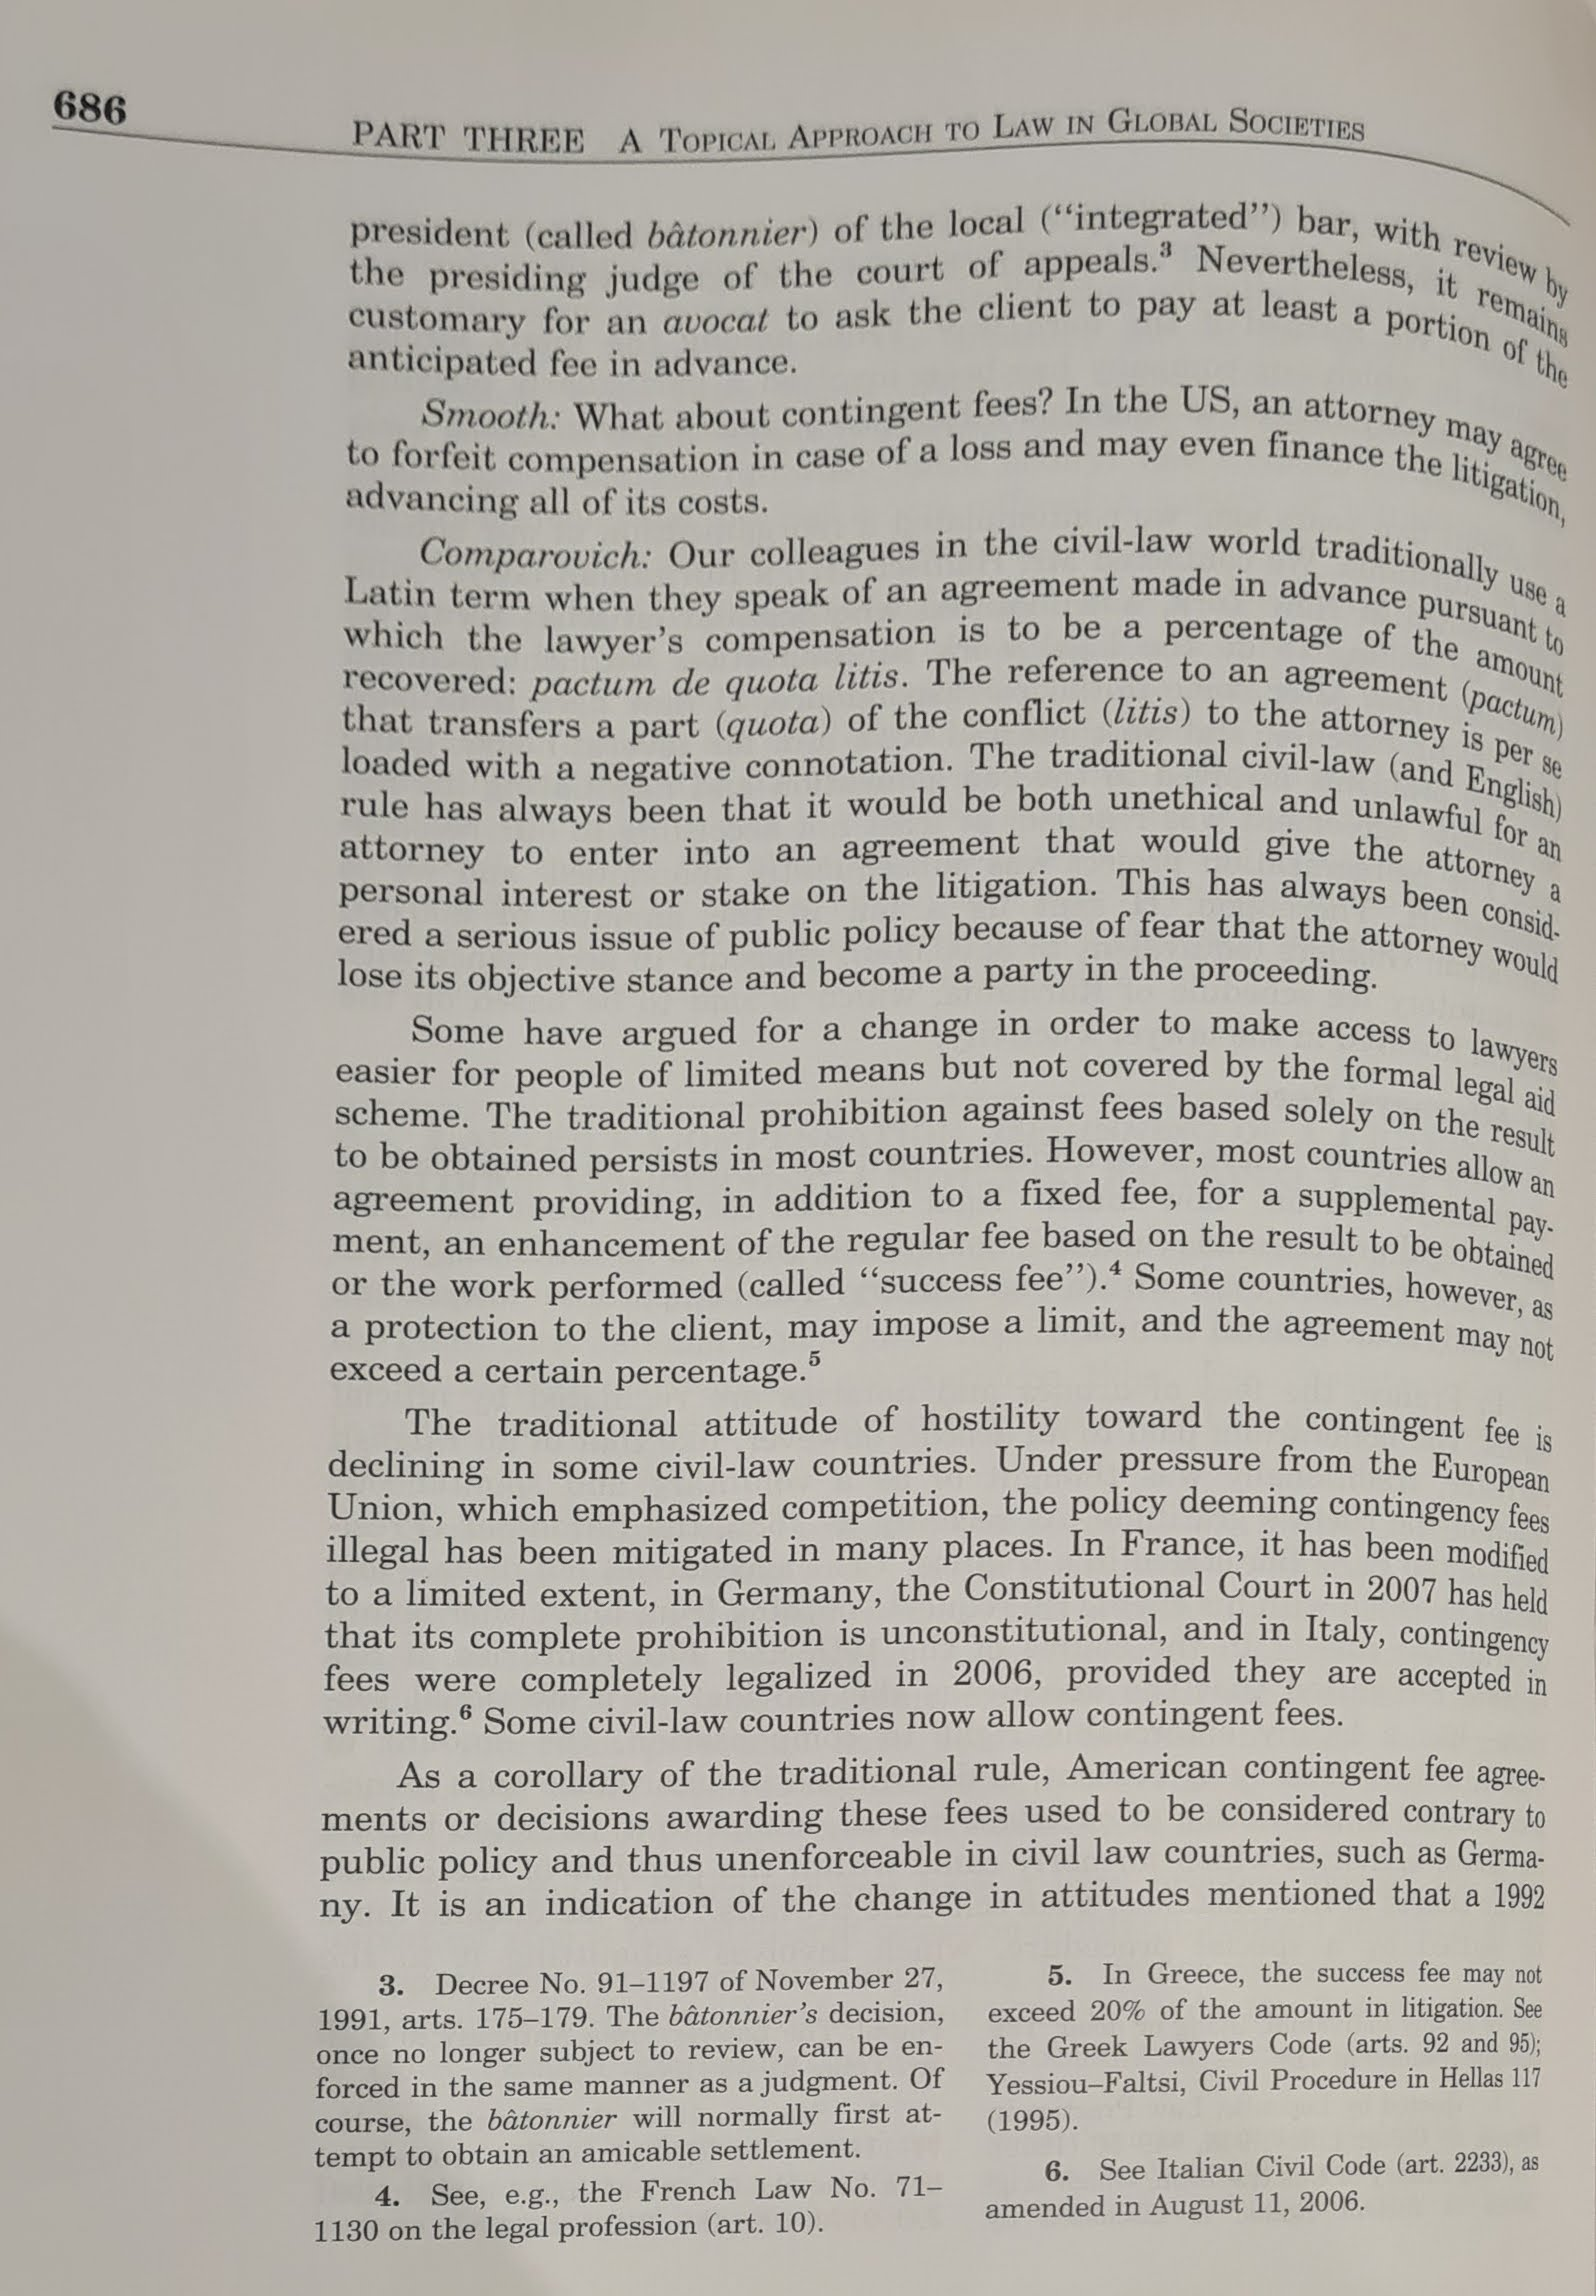 686
PART THREE A TOPICAL APPROACH TO LAW IN GLOBAL SOCIETIES
president (called bâtonnier) of the local (“integrated”) bar, with review by
the presiding judge of the court of appeals.³ Nevertheless, it remains
customary for an avocat to ask the client to pay at least a portion of the
anticipated fee in advance.
Smooth: What about contingent fees? In the US, an attorney may agree
to forfeit compensation in case of a loss and may even finance the litigation,
advancing all of its costs.
Comparovich: Our colleagues in the civil-law world traditionally use a
Latin term when they speak of an agreement made in advance pursuant to
which the lawyer’s compensation is to be a percentage of the amount
recovered: pactum de quota litis. The reference to an agreement (pactum)
that transfers a part (quota) of the conflict (litis) to the attorney is per se
loaded with a negative connotation. The traditional civil-law (and English)
rule has always been that it would be both unethical and unlawful for an
attorney to enter into an agreement that would give the attorney a
personal interest or stake on the litigation. This has always been consid-
ered a serious issue of public policy because of fear that the attorney would
lose its objective stance and become a party in the proceeding.
Some have argued for a change in order to make access to lawyers
easier for people of limited means but not covered by the formal legal aid
scheme. The traditional prohibition against fees based solely on the result
to be obtained persists in most countries. However, most countries allow an
agreement providing, in addition to a fixed fee, for a supplemental pay-
ment, an enhancement of the regular fee based on the result to be obtained
or the work performed (called “success fee”).⁴ Some countries, however, as
a protection to the client, may impose a limit, and the agreement may not
exceed a certain percentage.⁵
The traditional attitude of hostility toward the contingent fee is
declining in some civil-law countries. Under pressure from the European
Union, which emphasized competition, the policy deeming contingency fees
illegal has been mitigated in many places. In France, it has been modified
to a limited extent, in Germany, the Constitutional Court in 2007 has held
that its complete prohibition is unconstitutional, and in Italy, contingency
fees were completely legalized in 2006, provided they are accepted in
writing.⁶ Some civil-law countries now allow contingent fees.
As a corollary of the traditional rule, American contingent fee agree-
ments or decisions awarding these fees used to be considered contrary to
public policy and thus unenforceable in civil law countries, such as Germa-
ny. It is an indication of the change in attitudes mentioned that a 1992
3. Decree No. 91–1197 of November 27,
1991, arts. 175–179. The bâtonnier’s decision,
once no longer subject to review, can be en-
forced in the same manner as a judgment. Of
course, the bâtonnier will normally first at-
tempt to obtain an amicable settlement.
4. See, e.g., the French Law No. 71–
1130 on the legal profession (art. 10).
5. In Greece, the success fee may not
exceed 20% of the amount in litigation. See
the Greek Lawyers Code (arts. 92 and 95);
Yessiou–Faltsi, Civil Procedure in Hellas 117
(1995).
6. See Italian Civil Code (art. 2233), as
amended in August 11, 2006.